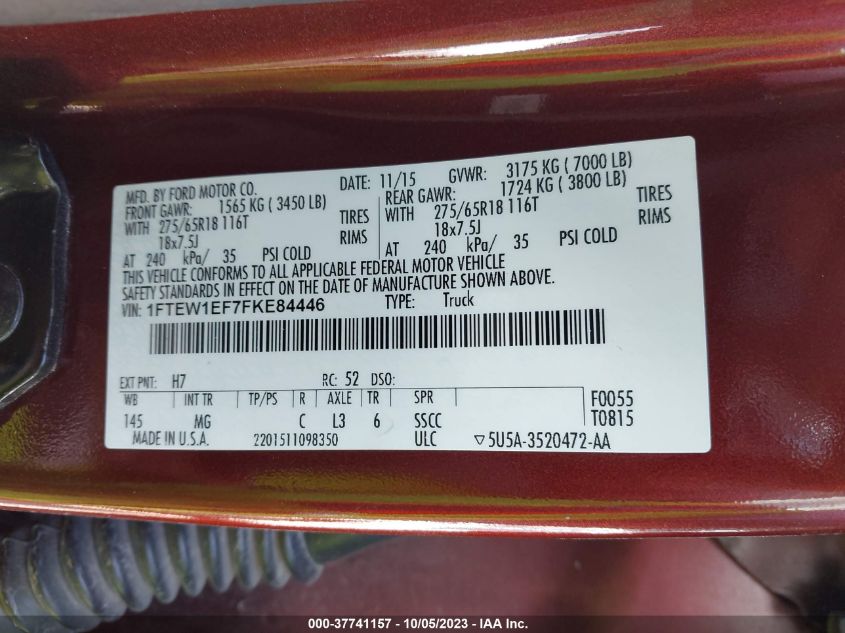 MFD. BY FORD MOTOR CO. DATE: 11/15 GVWR: 3175 KG ( 7000 LB)
FRONT GAWR: 1565 KG ( 3450 LB) REAR GAWR: 1724 KG ( 3800 LB)
WITH 275/65R18 116T TIRES WITH 275/65R18 116T TIRES
18x7.5J RIMS 18x7.5J RIMS
AT 240 kPa/ 35 PSI COLD AT 240 kPa/ 35 PSI COLD
THIS VEHICLE CONFORMS TO ALL APPLICABLE FEDERAL MOTOR VEHICLE
SAFETY STANDARDS IN EFFECT ON THE DATE OF MANUFACTURE SHOWN ABOVE.
VIN: 1FTEW1EF7FKE84446 TYPE: Truck
EXT PNT: H7 RC: 52 DSO:
WB INT TR TP/PS R AXLE TR SPR F0055
145 MG C L3 6 SSCC T0815
MADE IN U.S.A. 2201511098350 ULC ▽5U5A-3520472-AA
000-37741157 - 10/05/2023 - IAA Inc.